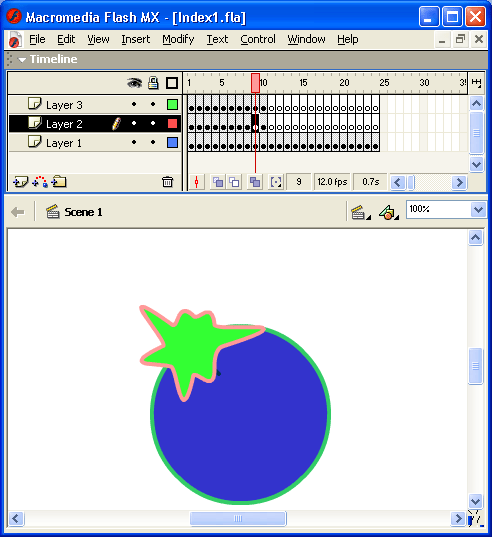 Macromedia Flash MX - [Index1.fla]
File Edit View Insert Modify Text Control Window Help
Timeline
1 5 10 15 20 25 30 35
Layer 3
Layer 2
Layer 1
9 12.0 fps 0.7s
Scene 1 100%